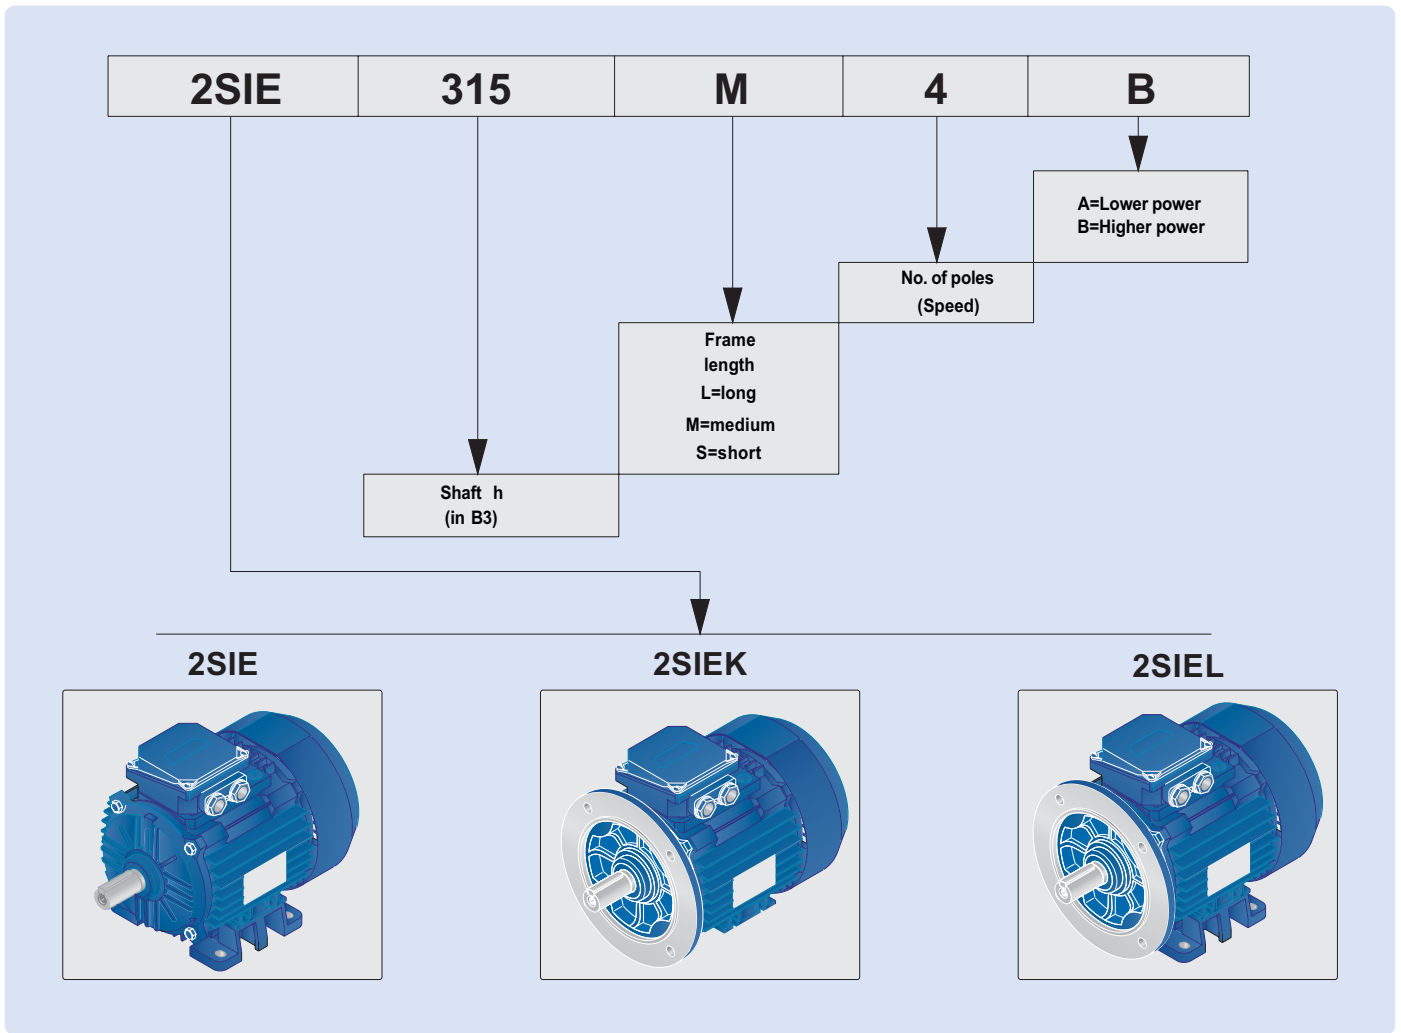 2SIE 315 M 4 B
A=Lower power
B=Higher power
No. of poles
(Speed)
Frame
length
L=long
M=medium
S=short
Shaft h
(in B3)
2SIE 2SIEK 2SIEL